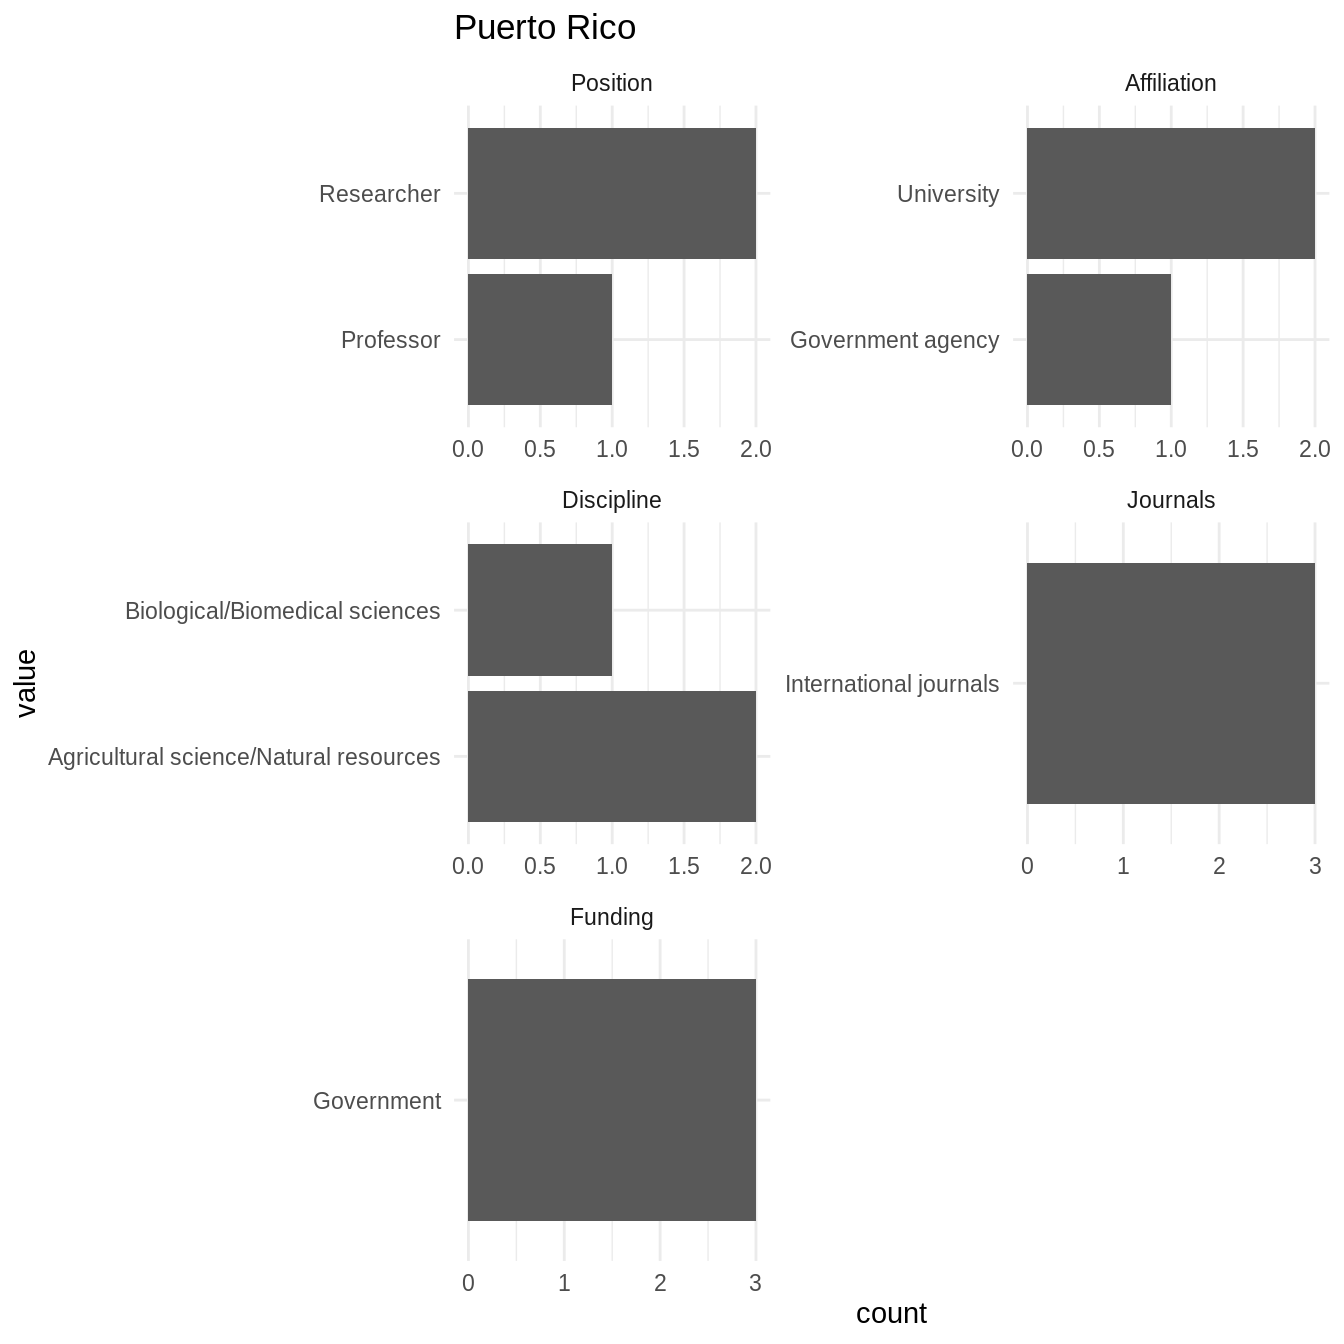 Puerto Rico
Position
Affiliation
Researcher
Professor
0.0 0.5 1.0 1.5 2.0
University
Government agency
0.0 0.5 1.0 1.5 2.0
Discipline
Journals
Biological/Biomedical sciences
Agricultural science/Natural resources
0.0 0.5 1.0 1.5 2.0
International journals
0 1 2 3
Funding
Government
0 1 2 3
value
count